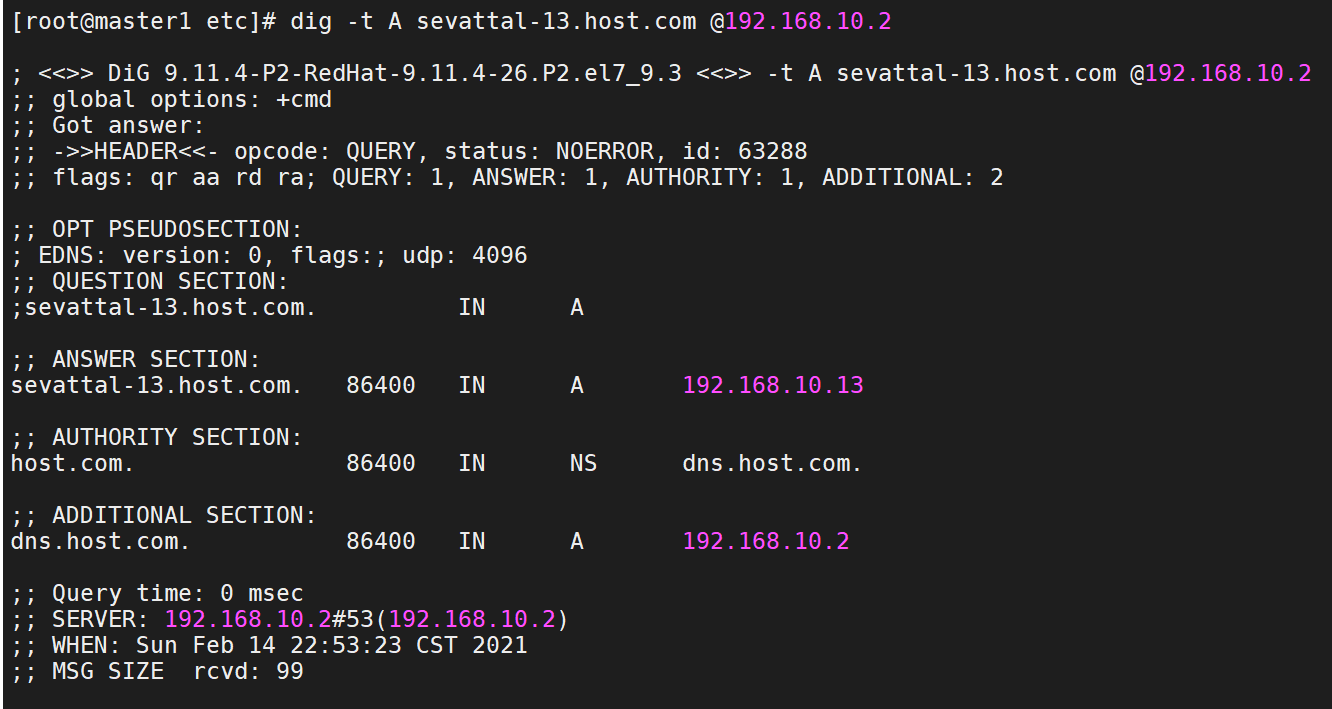 [root@master1 etc]# dig -t A sevattal-13.host.com @192.168.10.2
; <<>> DiG 9.11.4-P2-RedHat-9.11.4-26.P2.el7_9.3 <<>> -t A sevattal-13.host.com @192.168.10.2
;; global options: +cmd
;; Got answer:
;; ->>HEADER<<- opcode: QUERY, status: NOERROR, id: 63288
;; flags: qr aa rd ra; QUERY: 1, ANSWER: 1, AUTHORITY: 1, ADDITIONAL: 2
;; OPT PSEUDOSECTION:
; EDNS: version: 0, flags:; udp: 4096
;; QUESTION SECTION:
;sevattal-13.host.com. IN A
;; ANSWER SECTION:
sevattal-13.host.com. 86400 IN A 192.168.10.13
;; AUTHORITY SECTION:
host.com. 86400 IN NS dns.host.com.
;; ADDITIONAL SECTION:
dns.host.com. 86400 IN A 192.168.10.2
;; Query time: 0 msec
;; SERVER: 192.168.10.2#53(192.168.10.2)
;; WHEN: Sun Feb 14 22:53:23 CST 2021
;; MSG SIZE  rcvd: 99